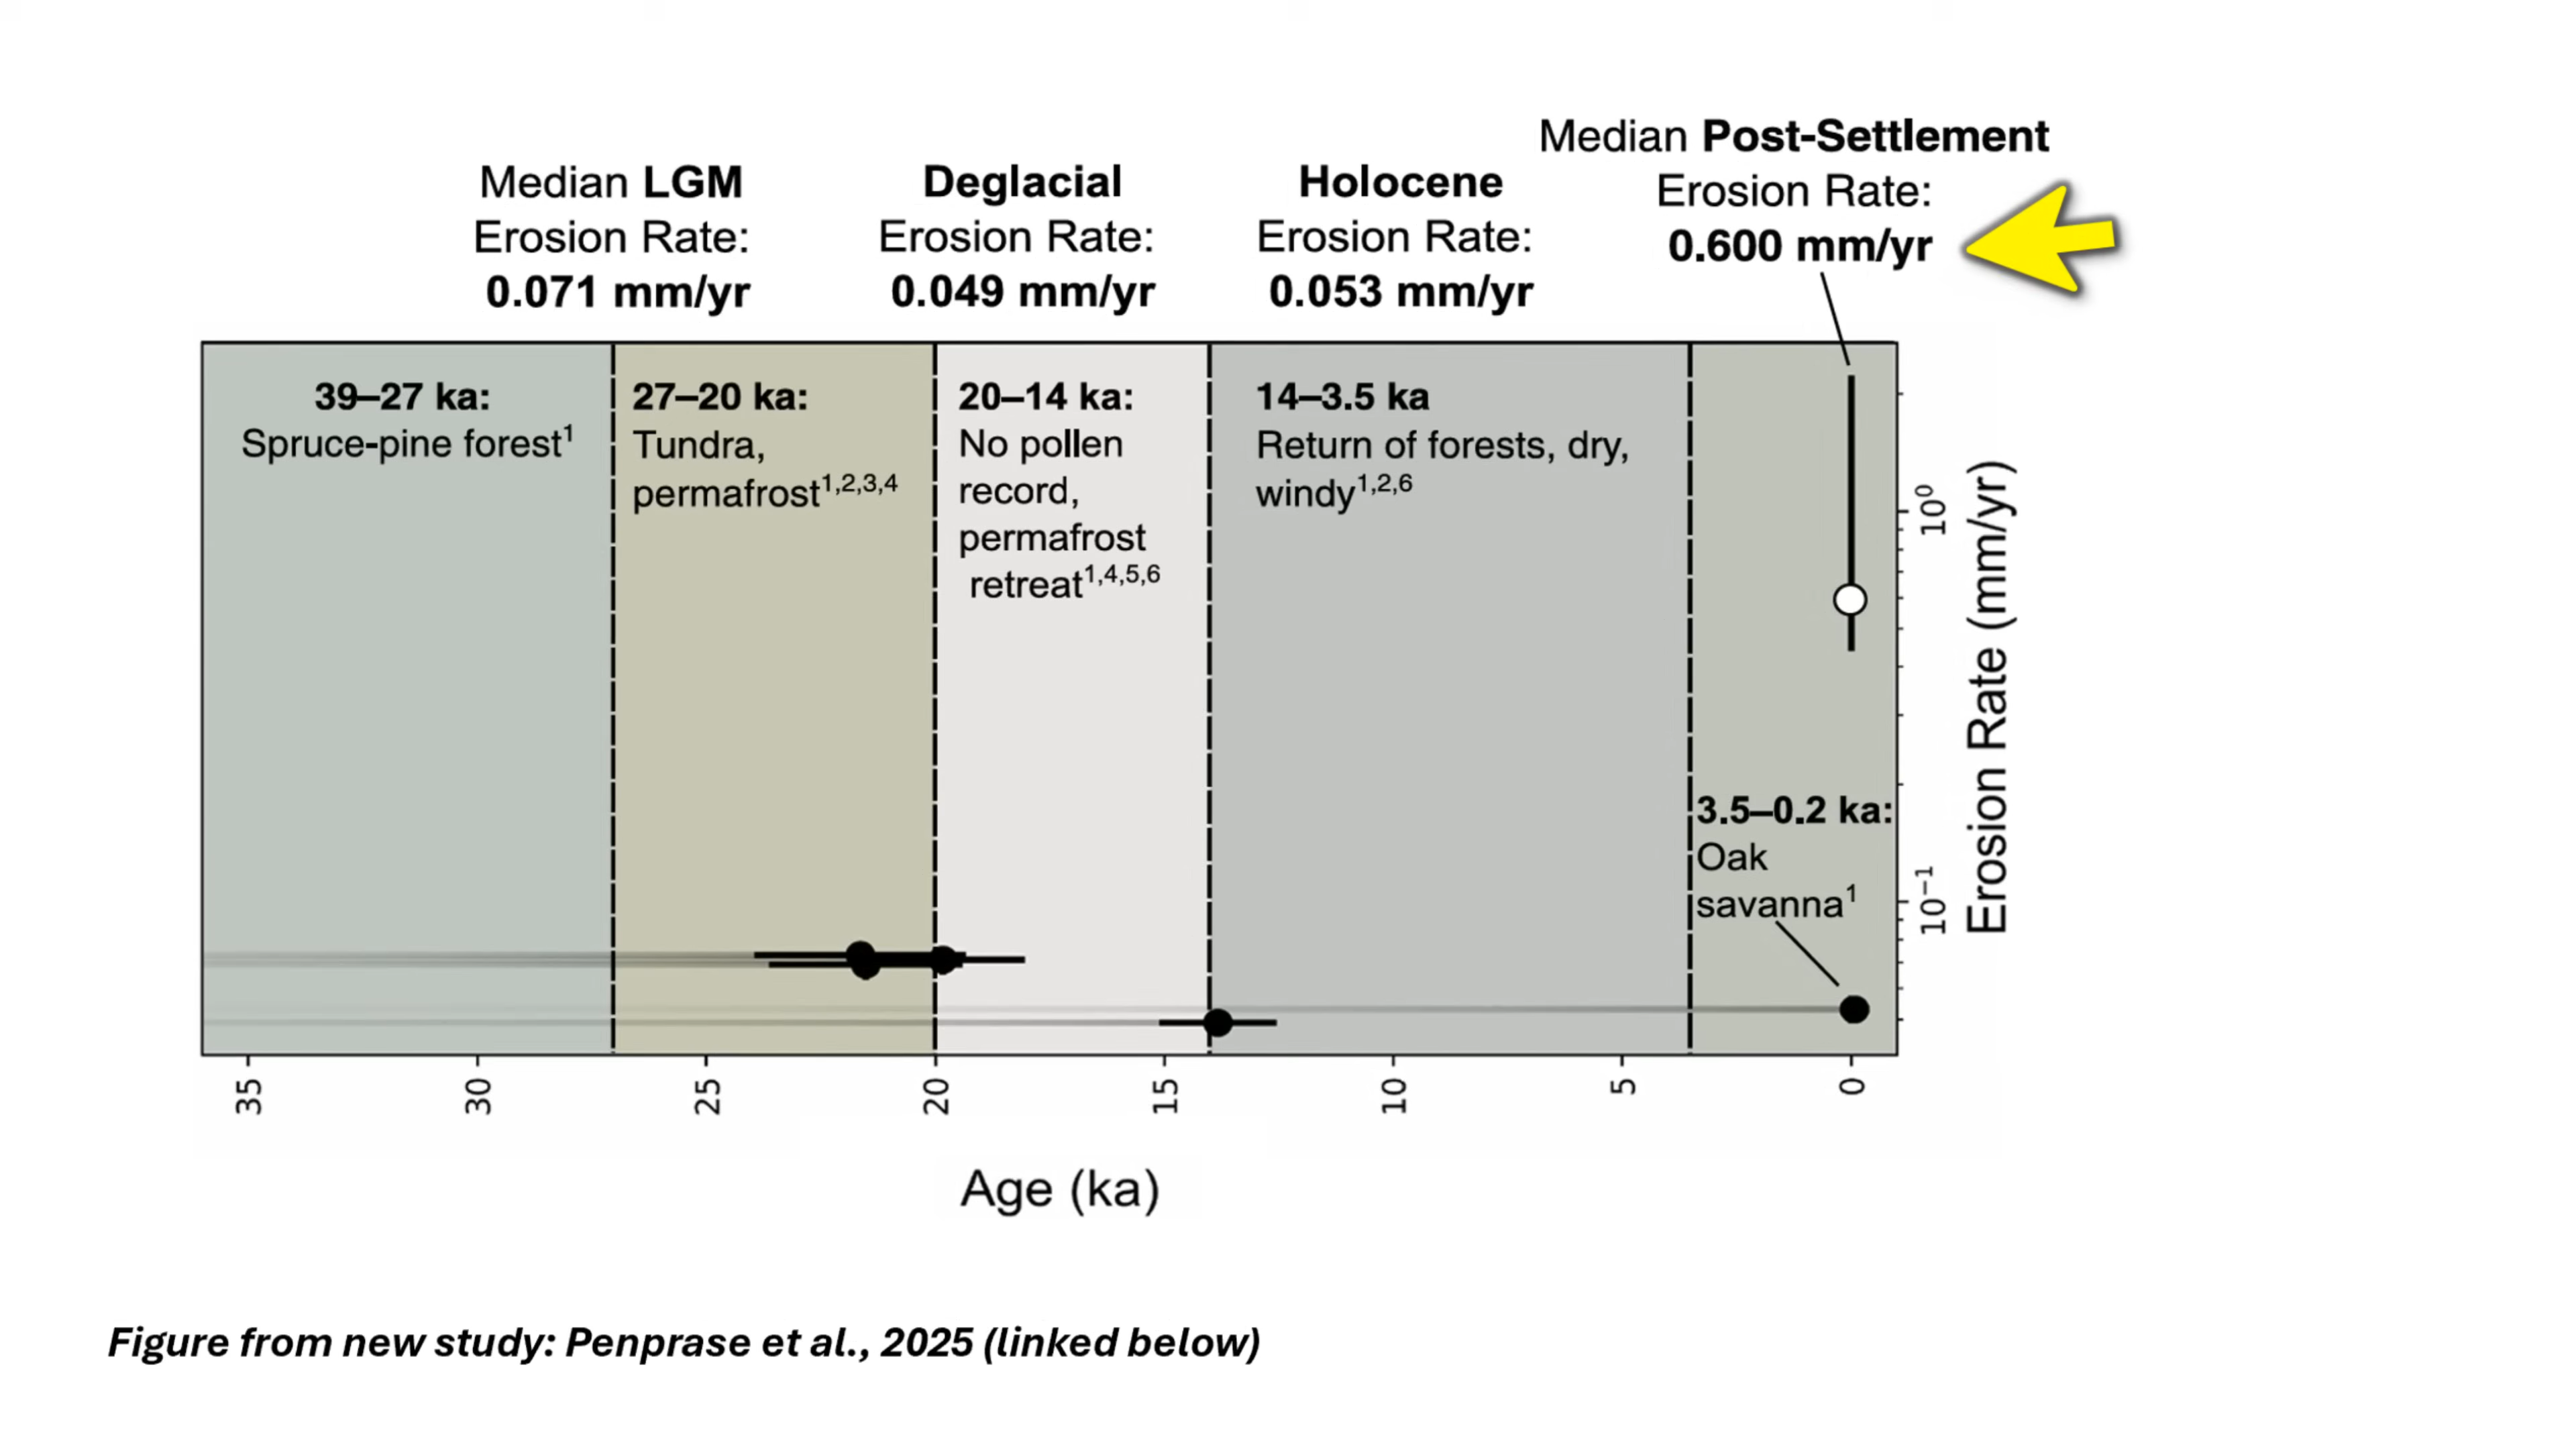 Median Post-Settlement
Erosion Rate:
0.600 mm/yr
Median LGM
Erosion Rate:
0.071 mm/yr
Deglacial
Erosion Rate:
0.049 mm/yr
Holocene
Erosion Rate:
0.053 mm/yr
39–27 ka:
Spruce-pine forest¹
27–20 ka:
Tundra,
permafrost¹,²,³,⁴
20–14 ka:
No pollen
record,
permafrost
retreat¹,⁴,⁵,⁶
14–3.5 ka
Return of forests, dry,
windy¹,²,⁶
3.5–0.2 ka:
Oak
savanna¹
10⁰
10⁻¹
Erosion Rate (mm/yr)
35
30
25
20
15
10
5
0
Age (ka)
Figure from new study: Penprase et al., 2025 (linked below)